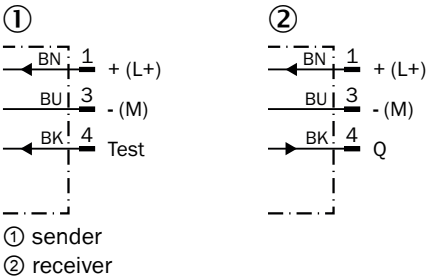 ① ②
BN 1 + (L+) BN 1 + (L+)
BU 3 - (M) BU 3 - (M)
BK 4 Test BK 4 Q
① sender
② receiver